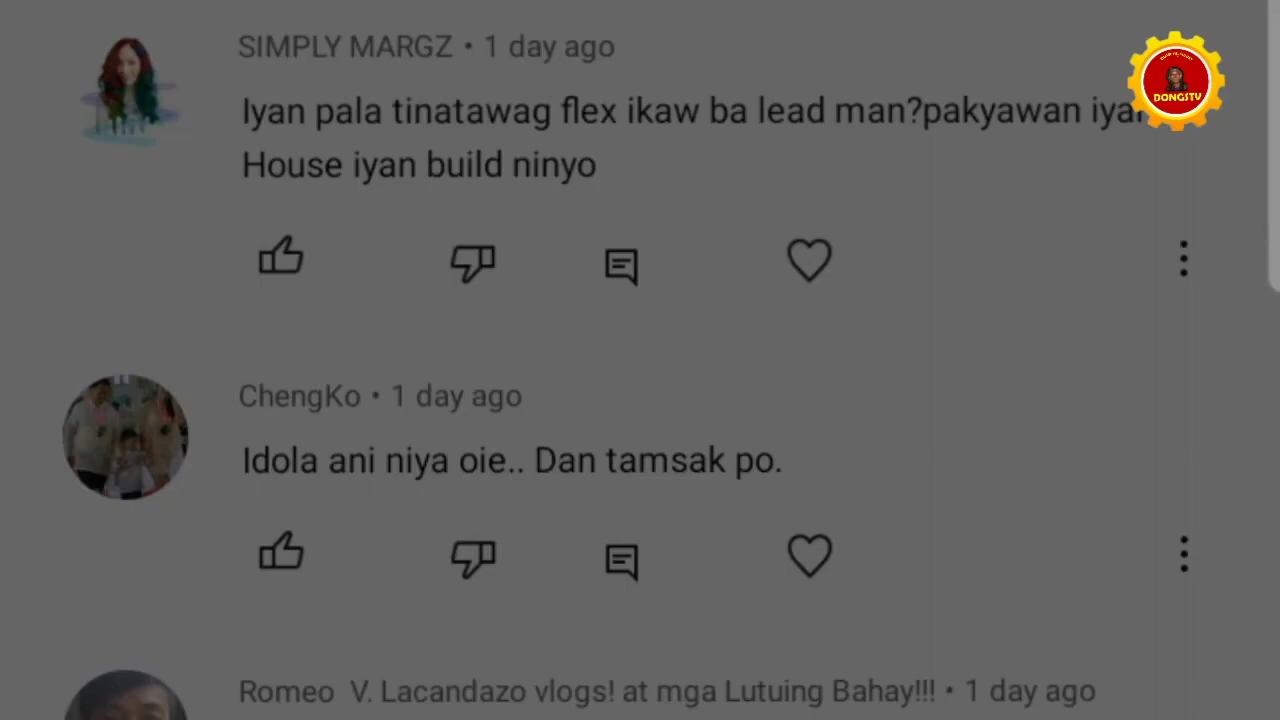 SIMPLY MARGZ • 1 day ago
Iyan pala tinatawag flex ikaw ba lead man?pakyawan
House iyan build ninyo
DONGSTV
ChengKo • 1 day ago
Idola ani niya oie.. Dan tamsak po.
Romeo V. Lacandazo vlogs! at mga Lutuing Bahay!!! • 1 day ago